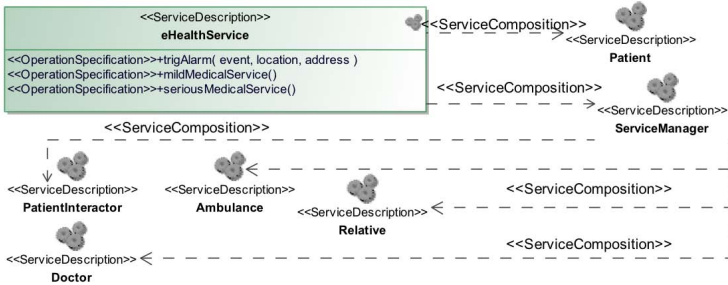 <<ServiceDescription>>
eHealthService
<<OperationSpecification>>+trigAlarm( event, location, address )
<<OperationSpecification>>+mildMedicalService()
<<OperationSpecification>>+seriousMedicalService()
<<ServiceComposition>>
<<ServiceDescription>>
Patient
<<ServiceComposition>>
<<ServiceDescription>>
ServiceManager
<<ServiceComposition>>
<<ServiceDescription>>
PatientInteractor
<<ServiceDescription>>
Ambulance
<<ServiceDescription>>
Relative
<<ServiceComposition>>
<<ServiceComposition>>
<<ServiceDescription>>
Doctor